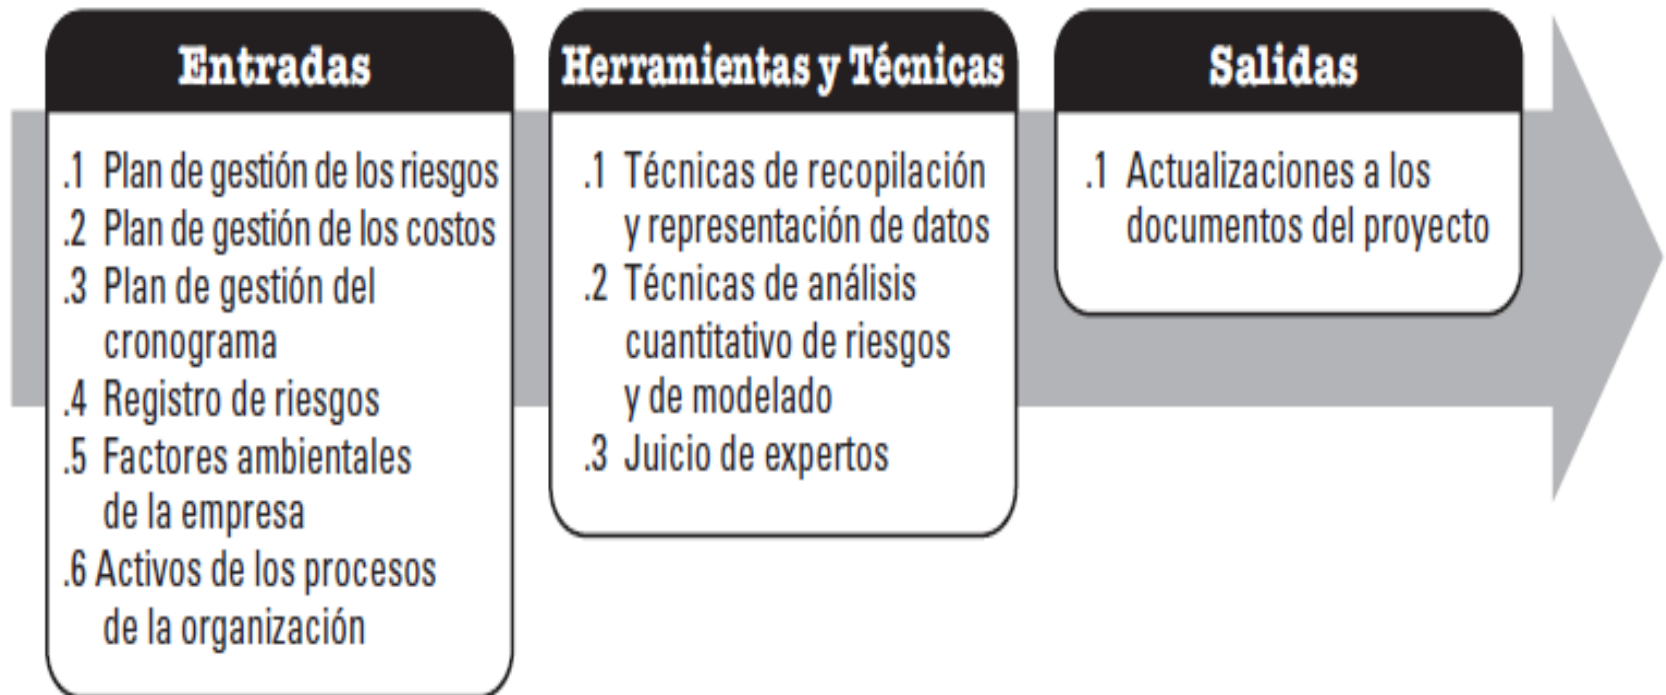 Entradas
.1 Plan de gestión de los riesgos
.2 Plan de gestión de los costos
.3 Plan de gestión del
cronograma
.4 Registro de riesgos
.5 Factores ambientales
de la empresa
.6 Activos de los procesos
de la organización
Herramientas y Técnicas
.1 Técnicas de recopilación
y representación de datos
.2 Técnicas de análisis
cuantitativo de riesgos
y de modelado
.3 Juicio de expertos
Salidas
.1 Actualizaciones a los
documentos del proyecto